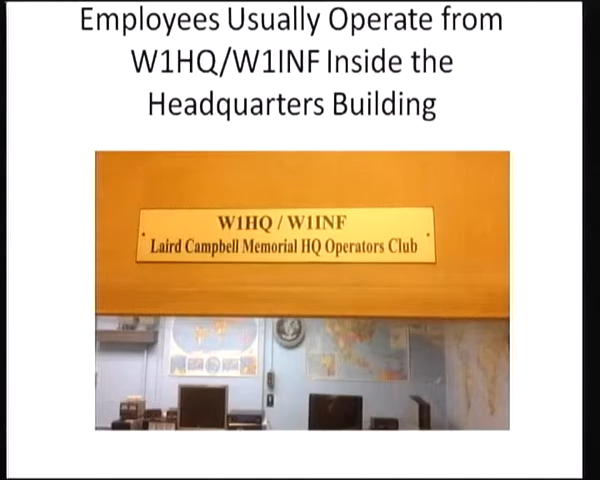 Employees Usually Operate from
W1HQ/W1INF Inside the
Headquarters Building
W1HQ / W1INF
Laird Campbell Memorial HQ Operators Club